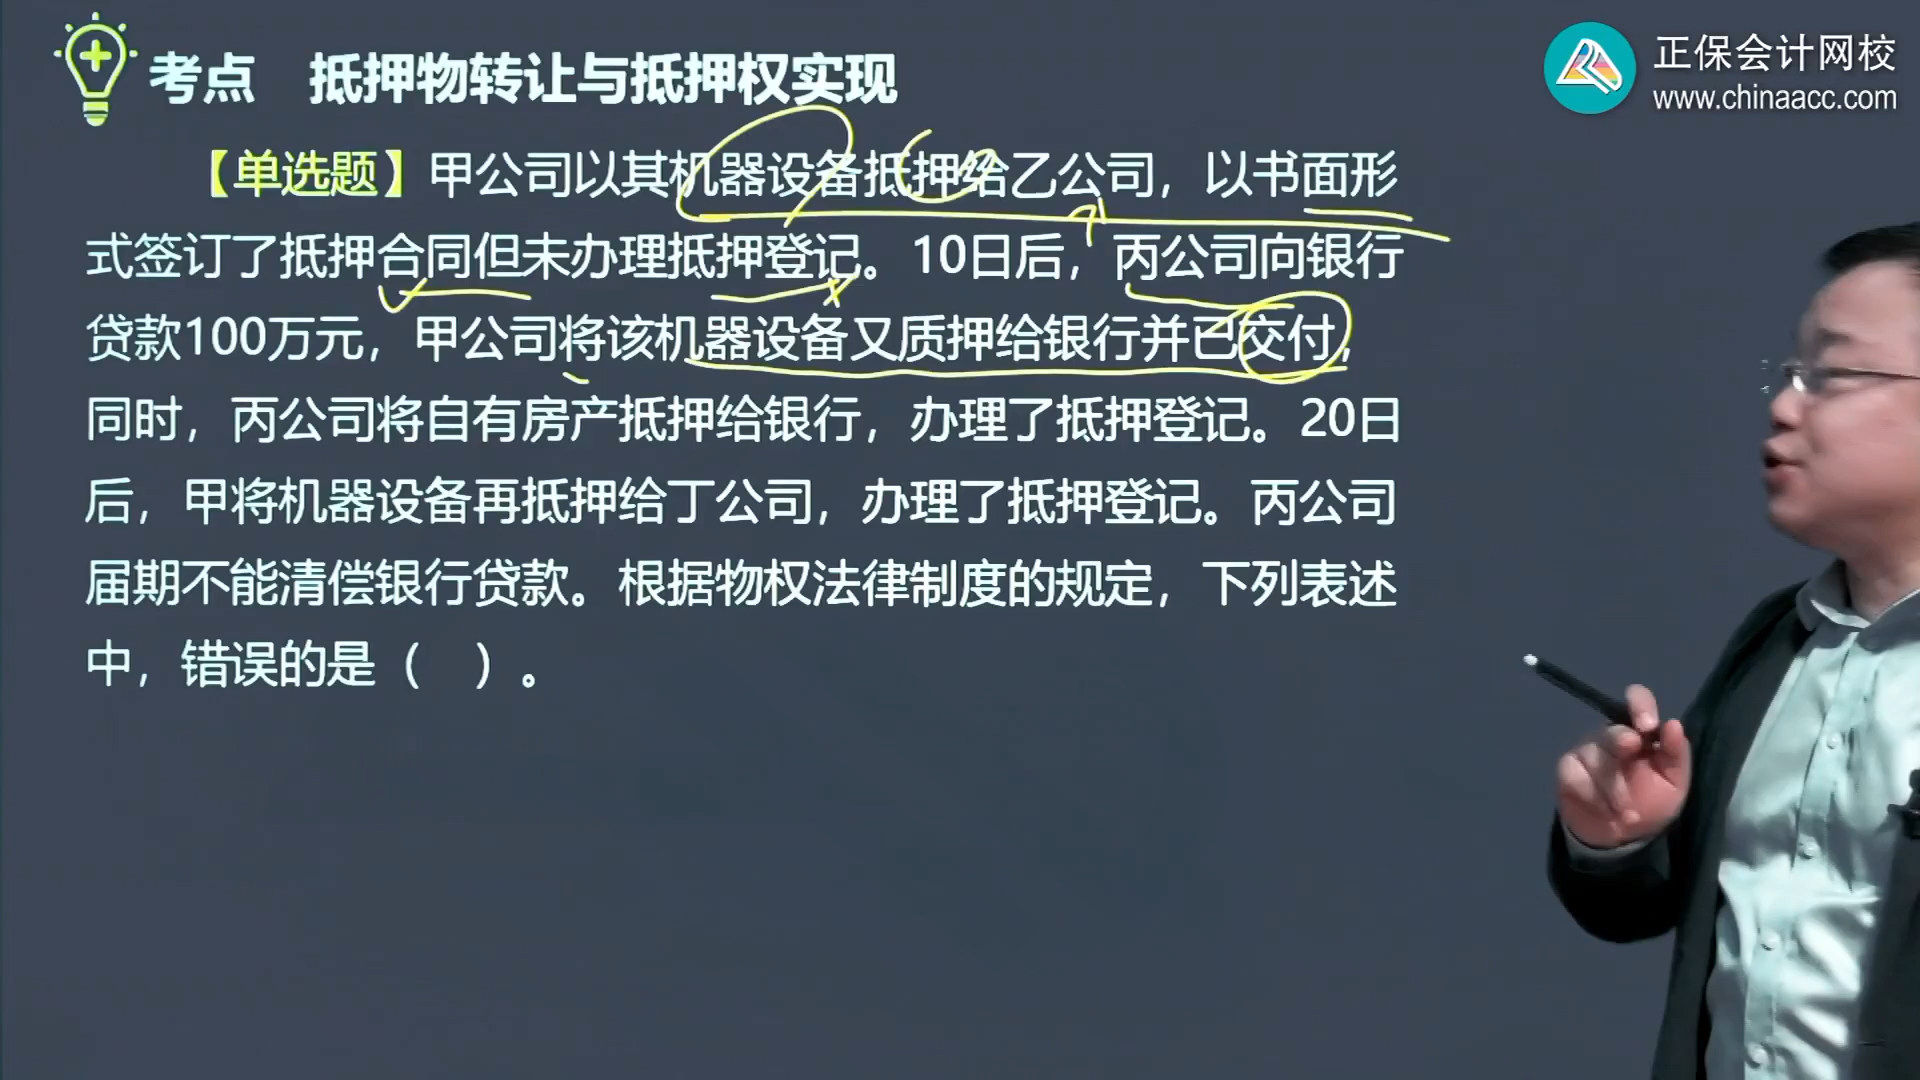 考点 抵押物转让与抵押权实现
正保会计网校
www.chinaacc.com
【单选题】甲公司以其机器设备抵押给乙公司，以书面形
式签订了抵押合同但未办理抵押登记。10日后，丙公司向银行
贷款100万元，甲公司将该机器设备又质押给银行并已交付，
同时，丙公司将自有房产抵押给银行，办理了抵押登记。20日
后，甲将机器设备再抵押给丁公司，办理了抵押登记。丙公司
届期不能清偿银行贷款。根据物权法律制度的规定，下列表述
中，错误的是（ ）。